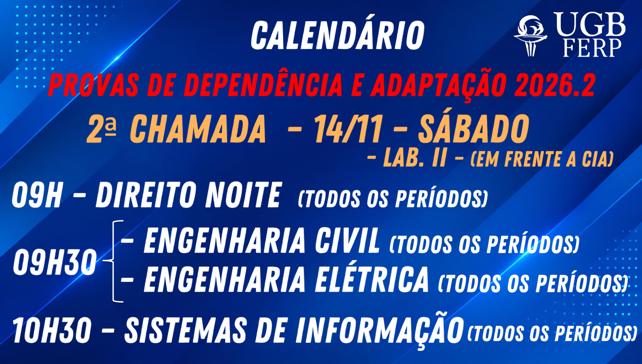 CALENDÁRIO
UGB
FERP
PROVAS DE DEPENDÊNCIA E ADAPTAÇÃO 2026.2
2ª CHAMADA - 14/11 - SÁBADO
- LAB. II - (EM FRENTE A CIA)
09H - DIREITO NOITE (TODOS OS PERÍODOS)
09H30
- ENGENHARIA CIVIL (TODOS OS PERÍODOS)
- ENGENHARIA ELÉTRICA (TODOS OS PERÍODOS)
10H30 - SISTEMAS DE INFORMAÇÃO (TODOS OS PERÍODOS)